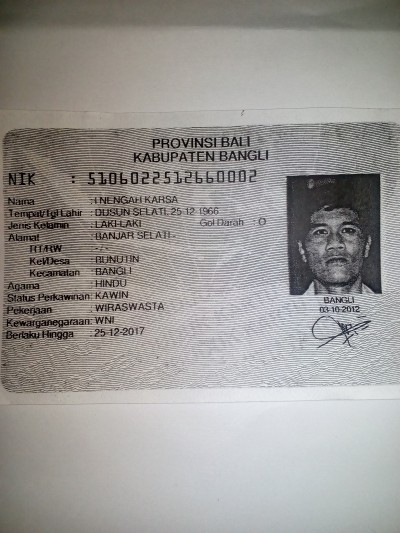 PROVINSI BALI
KABUPATEN BANGLI
NIK : 5106022512660002
Nama : I NENGAH KARSA
Tempat/Tgl Lahir : DUSUN SELATI, 25-12-1966
Jenis Kelamin : LAKI-LAKI Gol Darah : O
Alamat : BANJAR SELATI -
RT/RW : -/-
Kel/Desa : BUNUTIN
Kecamatan : BANGLI
Agama : HINDU
Status Perkawinan: KAWIN
Pekerjaan : WIRASWASTA
Kewarganegaraan: WNI
Berlaku Hingga : 25-12-2017
BANGLI
03-10-2012